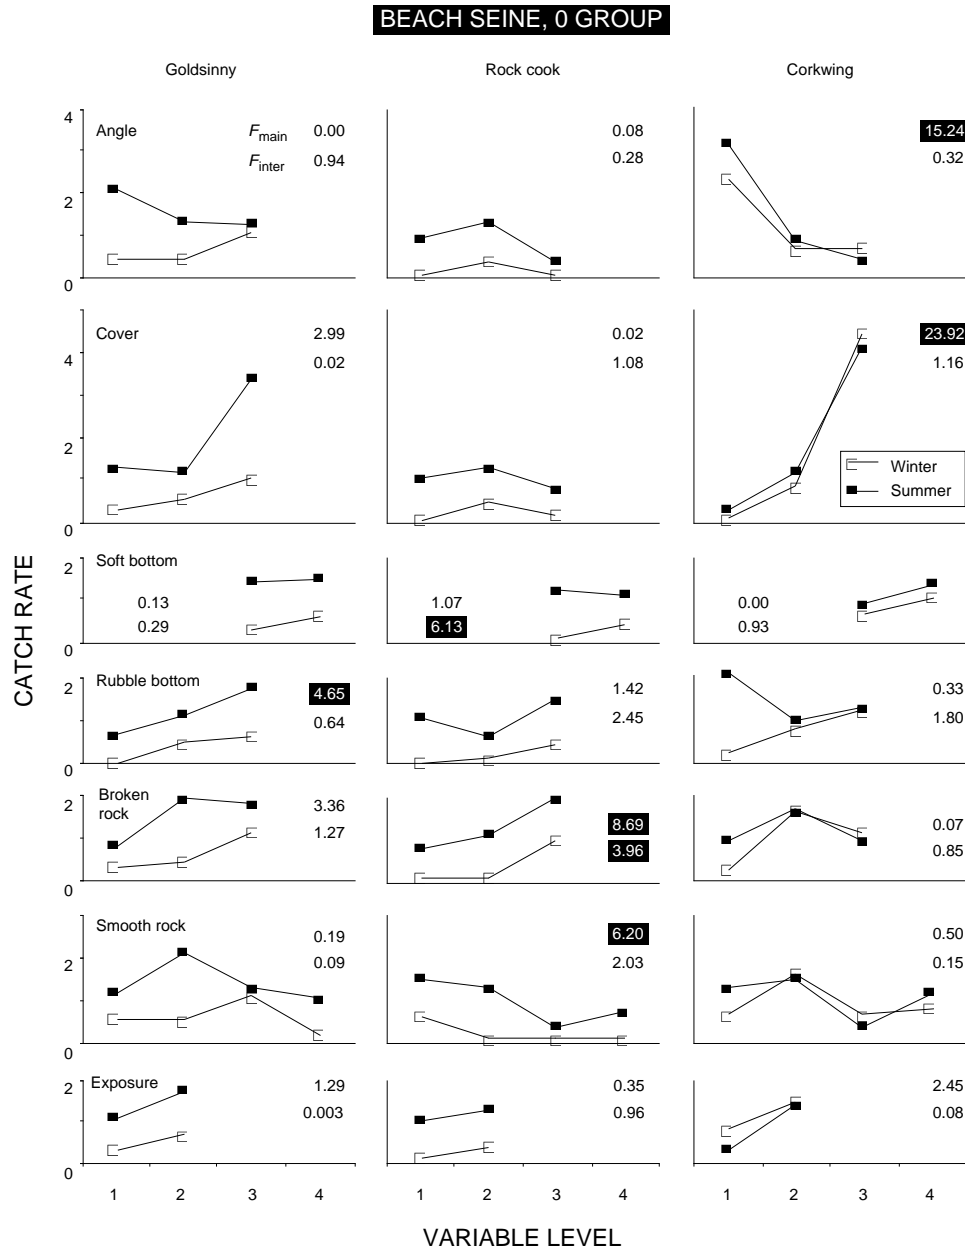 BEACH SEINE, 0 GROUP
Goldsinny Rock cook Corkwing
4
Angle F main 0.00 0.08 15.24
F inter 0.94 0.28 0.32
2
0
Cover 2.99 0.02 23.92
4
0.02 1.08 1.16
2
Winter
Summer
0
Soft bottom
2
0.13 1.07 0.00
0.29 6.13 0.93
0
Rubble bottom
2
4.65 1.42 0.33
0.64 2.45 1.80
0
Broken
rock
2
3.36 8.69 0.07
1.27 3.96 0.85
0
Smooth rock
0.19 6.20 0.50
2
0.09 2.03 0.15
0
Exposure
2
1.29 0.35 2.45
0.003 0.96 0.08
0
1 2 3 4 1 2 3 4 1 2 3 4
CATCH RATE
VARIABLE LEVEL